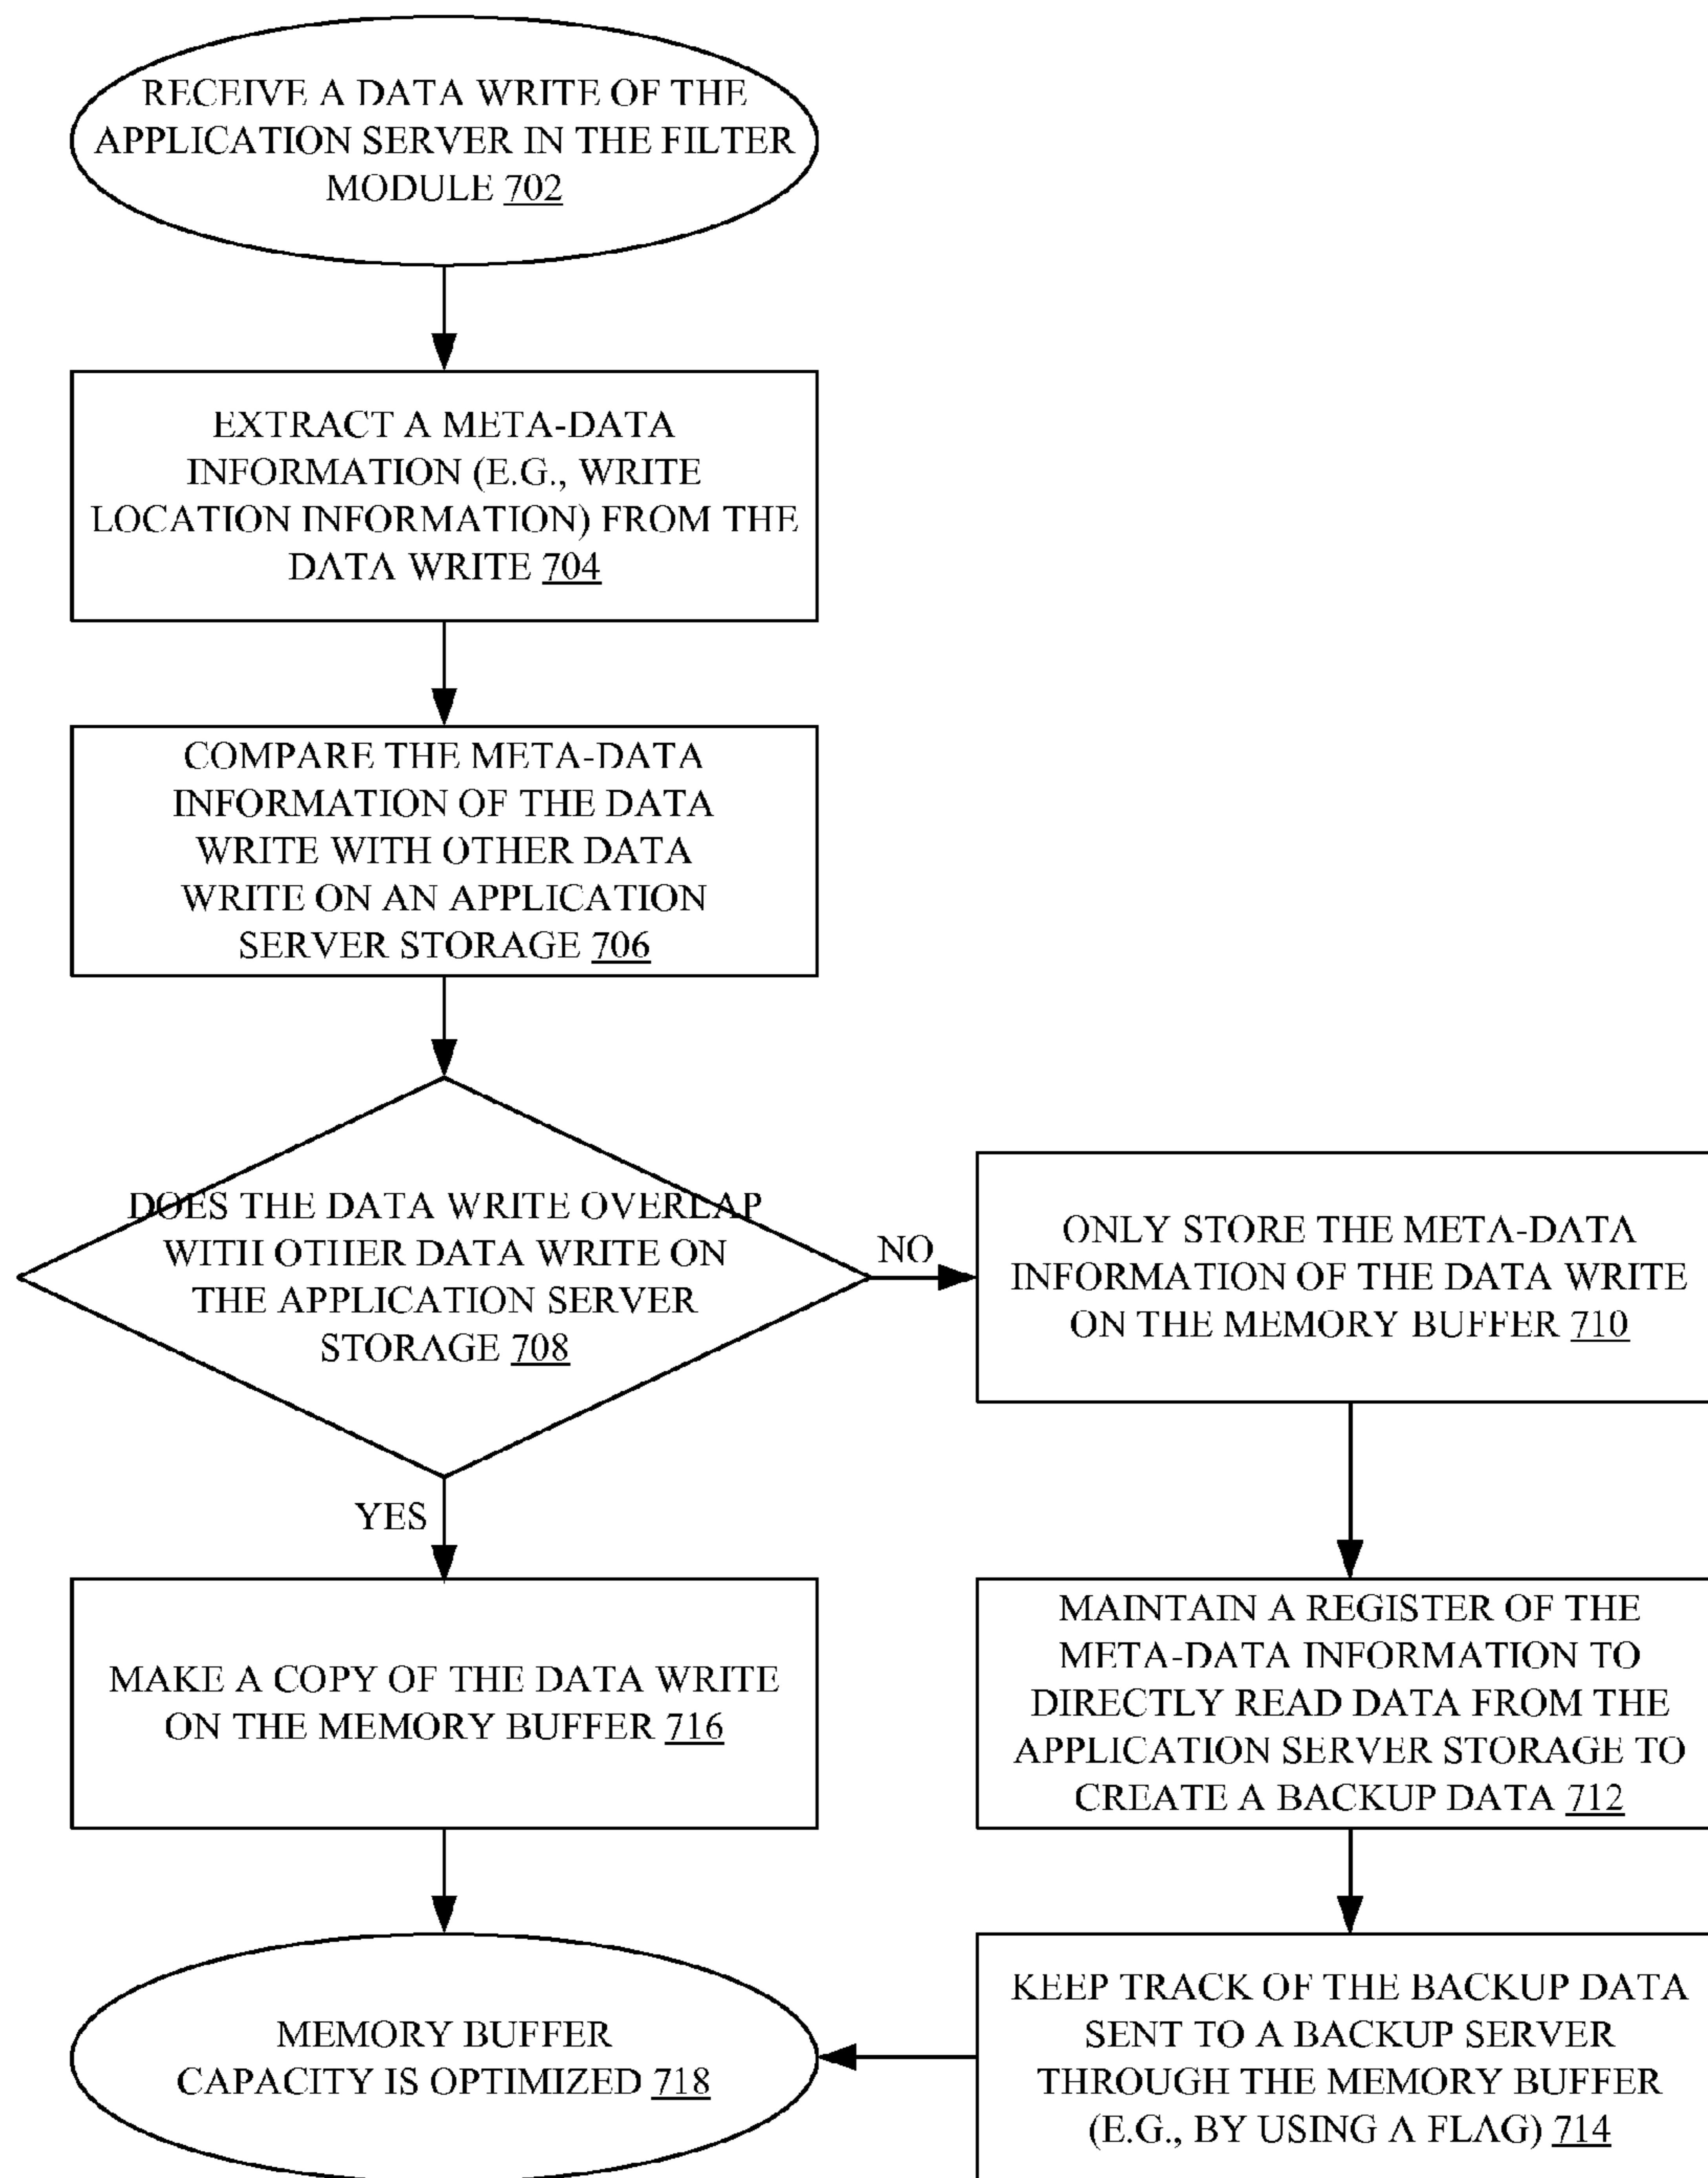 RECEIVE A DATA WRITE OF THE
APPLICATION SERVER IN THE FILTER
MODULE 702
EXTRACT A META-DATA
INFORMATION (E.G., WRITE
LOCATION INFORMATION) FROM THE
DATA WRITE 704
COMPARE THE META-DATA
INFORMATION OF THE DATA
WRITE WITH OTHER DATA
WRITE ON AN APPLICATION
SERVER STORAGE 706
DOES THE DATA WRITE OVERLAP
WITH OTHER DATA WRITE ON
THE APPLICATION SERVER
STORAGE 708
NO
ONLY STORE THE META-DATA
INFORMATION OF THE DATA WRITE
ON THE MEMORY BUFFER 710
YES
MAKE A COPY OF THE DATA WRITE
ON THE MEMORY BUFFER 716
MAINTAIN A REGISTER OF THE
META-DATA INFORMATION TO
DIRECTLY READ DATA FROM THE
APPLICATION SERVER STORAGE TO
CREATE A BACKUP DATA 712
MEMORY BUFFER
CAPACITY IS OPTIMIZED 718
KEEP TRACK OF THE BACKUP DATA
SENT TO A BACKUP SERVER
THROUGH THE MEMORY BUFFER
(E.G., BY USING A FLAG) 714